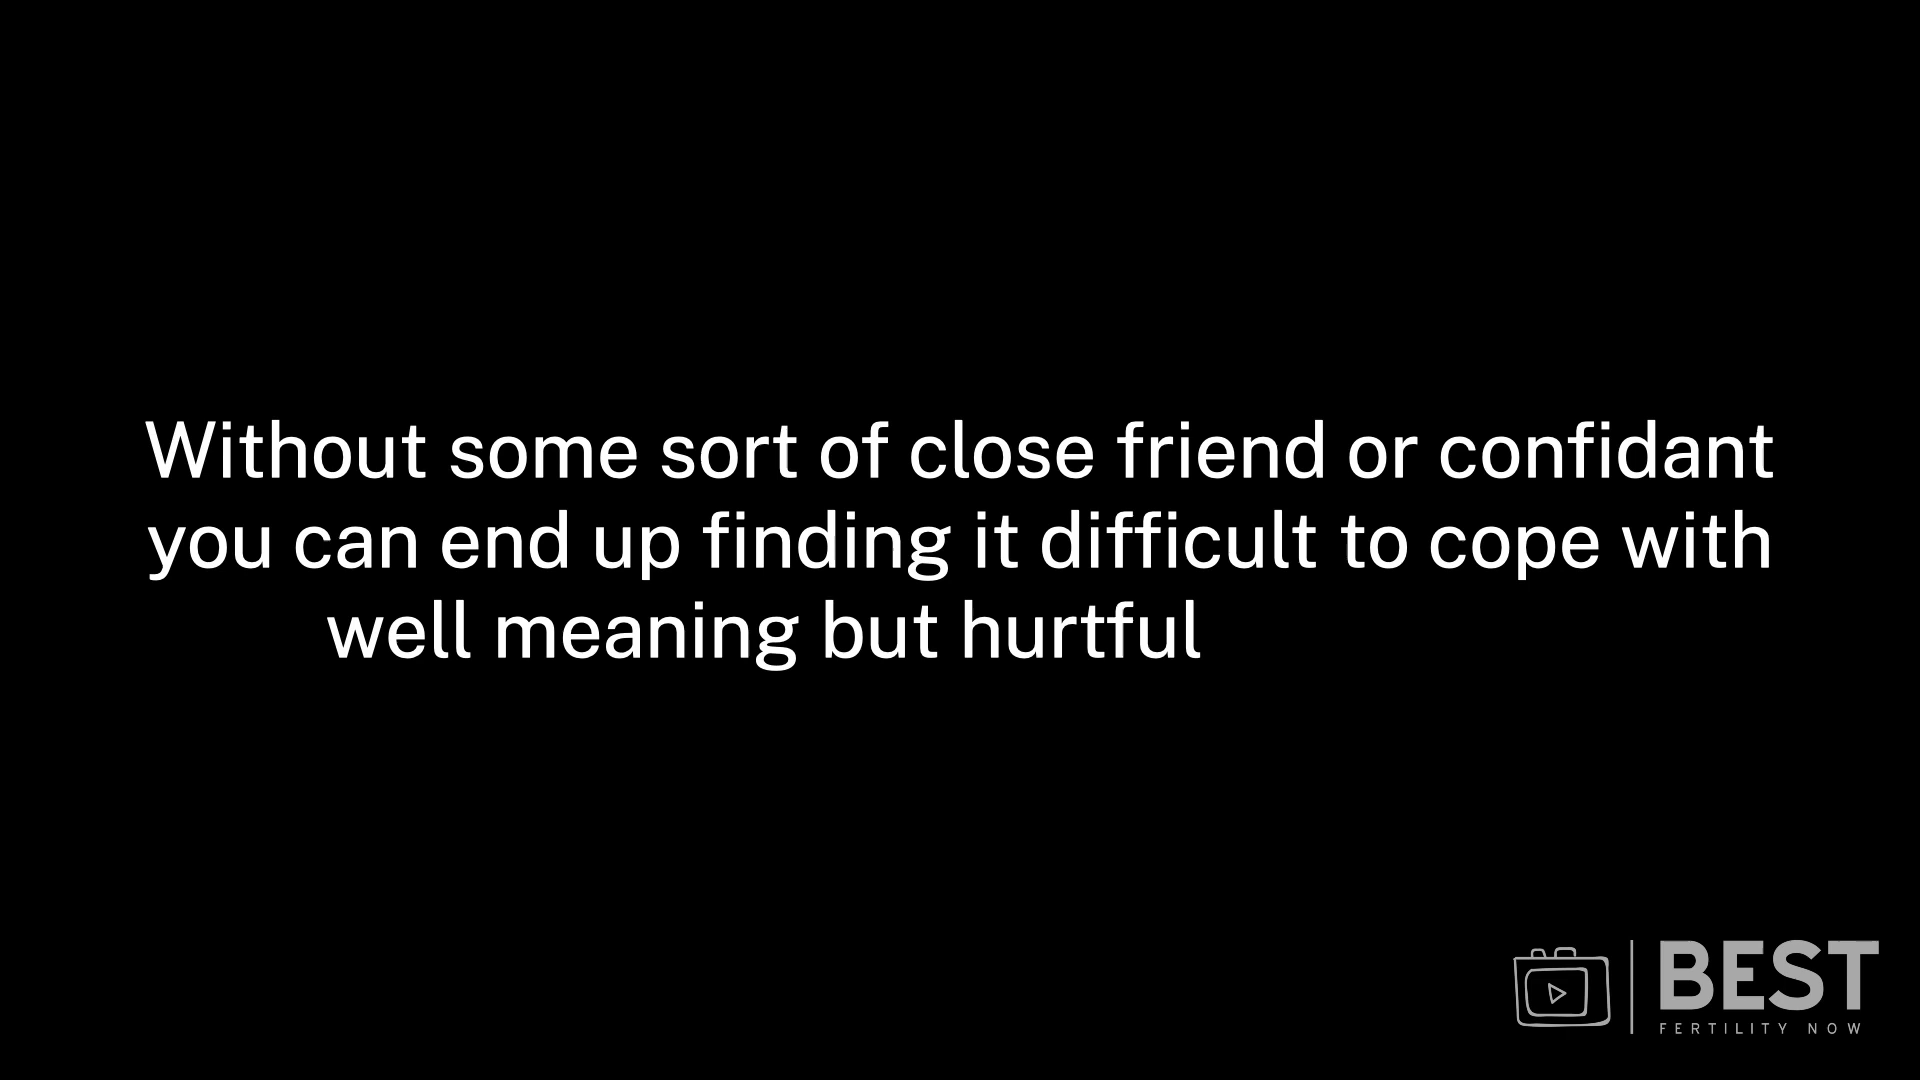 Without some sort of close friend or confidant
you can end up finding it difficult to cope with
well meaning but hurtful
BEST
FERTILITY NOW